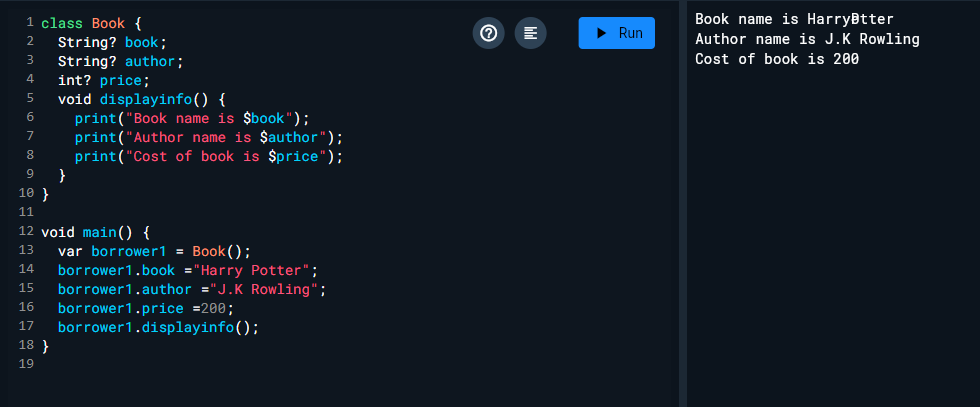 1 class Book {
2 String? book;
3 String? author;
4 int? price;
5 void displayinfo() {
6 print("Book name is $book");
7 print("Author name is $author");
8 print("Cost of book is $price");
9 }
10 }
11
12 void main() {
13 var borrower1 = Book();
14 borrower1.book ="Harry Potter";
15 borrower1.author ="J.K Rowling";
16 borrower1.price =200;
17 borrower1.displayinfo();
18 }
19
Run
Book name is
Author name is J.K Rowling
Cost of book is 200